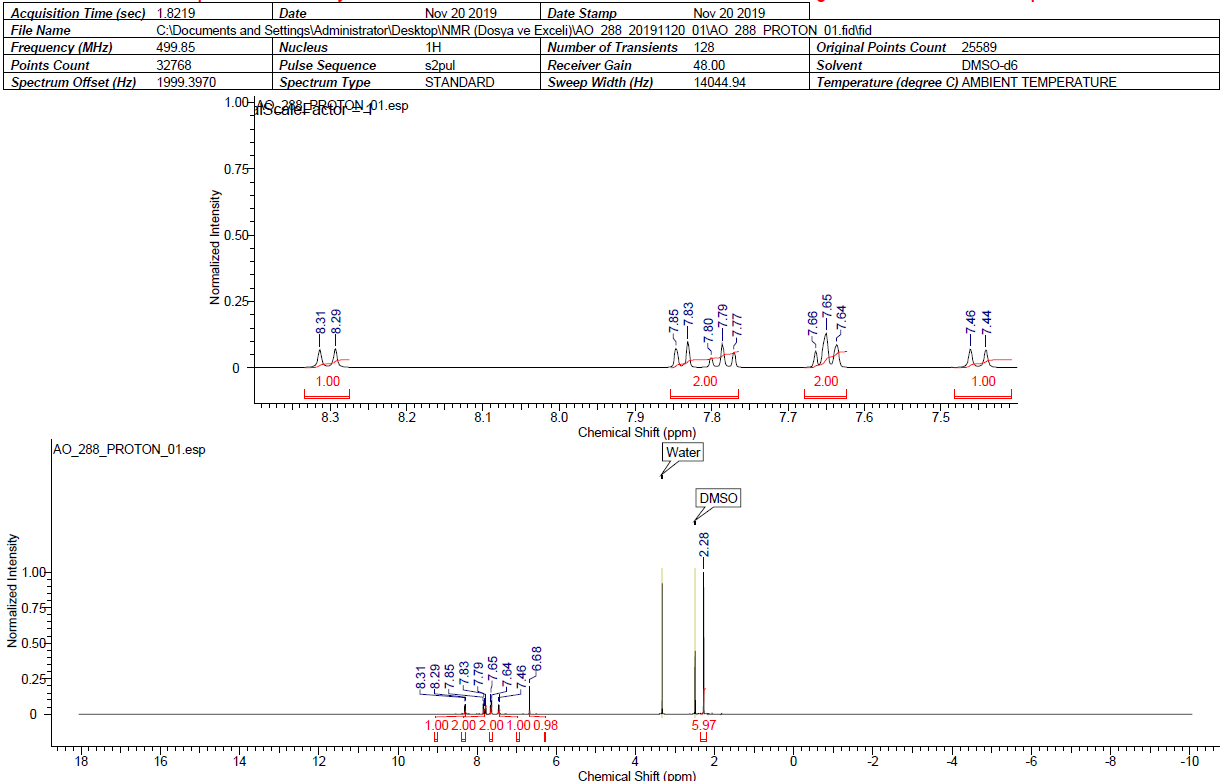 Acquisition Time (sec) 1.8219 Date Nov 20 2019 Date Stamp Nov 20 2019
File Name C:\Documents and Settings\Administrator\Desktop\NMR (Dosya ve Exceli)\AO_288_20191120_01\AO_288_PROTON_01.fid\fid
Frequency (MHz) 499.85 Nucleus 1H Number of Transients 128 Original Points Count 25589
Points Count 32768 Pulse Sequence s2pul Receiver Gain 48.00 Solvent DMSO-d6
Spectrum Offset (Hz) 1999.3970 Spectrum Type STANDARD Sweep Width (Hz) 14044.94 Temperature (degree C) AMBIENT TEMPERATURE
1.00 AO_288_PROTON_01.esp
ScaleFactor = 1
0.75
Normalized Intensity
0.50
0.25
8.31 8.29 7.85 7.83 7.80 7.79 7.77 7.66 7.65 7.64 7.46 7.44
0
1.00 2.00 2.00 1.00
8.3 8.2 8.1 8.0 7.9 7.8 7.7 7.6 7.5
Chemical Shift (ppm)
AO_288_PROTON_01.esp
Water
DMSO
2.28
Normalized Intensity
1.00
0.75
0.50
0.25
8.31 8.29 7.85 7.83 7.79 7.65 7.64 7.46 6.68
0
1.00 2.00 2.00 1.00 0.98 5.97
18 16 14 12 10 8 6 4 2 0 -2 -4 -6 -8 -10
Chemical Shift (ppm)